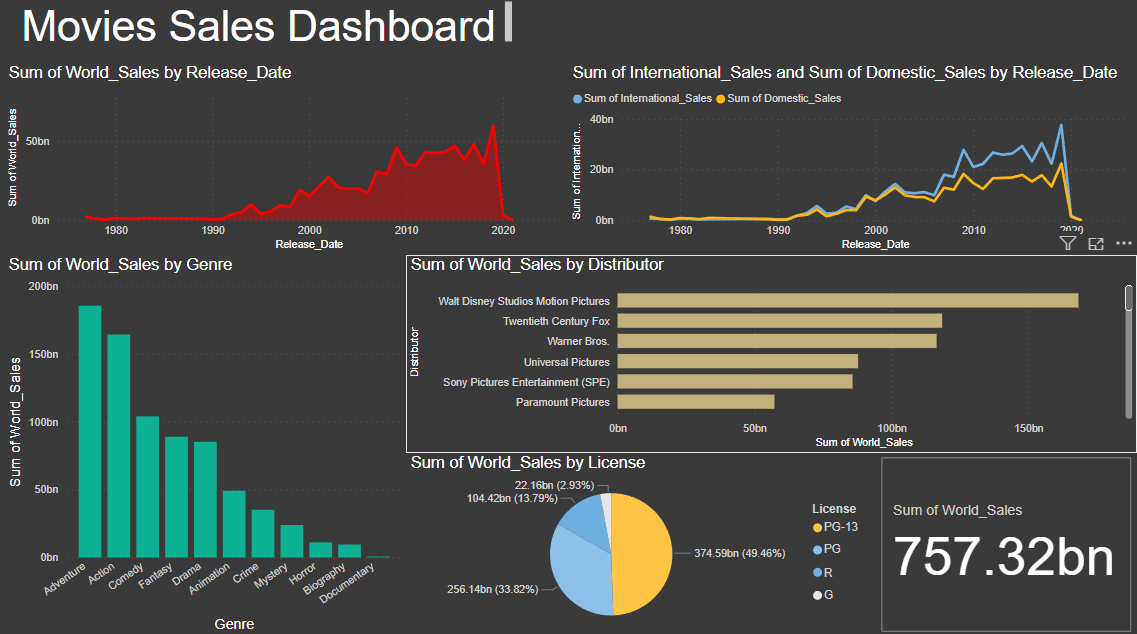 Movies Sales Dashboard
Sum of World_Sales by Release_Date
Sum of World_Sales
50bn
0bn
1980 1990 2000 2010 2020
Release_Date
Sum of International_Sales and Sum of Domestic_Sales by Release_Date
Sum of International_Sales Sum of Domestic_Sales
Sum of Internation...
40bn
20bn
0bn
1980 1990 2000 2010 2020
Release_Date
Sum of World_Sales by Genre
Sum of World_Sales
200bn
150bn
100bn
50bn
0bn
Adventure
Action
Comedy
Fantasy
Drama
Animation
Crime
Mystery
Horror
Biography
Documentary
Genre
Sum of World_Sales by Distributor
Distributor
Walt Disney Studios Motion Pictures
Twentieth Century Fox
Warner Bros.
Universal Pictures
Sony Pictures Entertainment (SPE)
Paramount Pictures
0bn 50bn 100bn 150bn
Sum of World_Sales
Sum of World_Sales by License
22.16bn (2.93%)
104.42bn (13.79%)
374.59bn (49.46%)
256.14bn (33.82%)
License
PG-13
PG
R
G
Sum of World_Sales
757.32bn